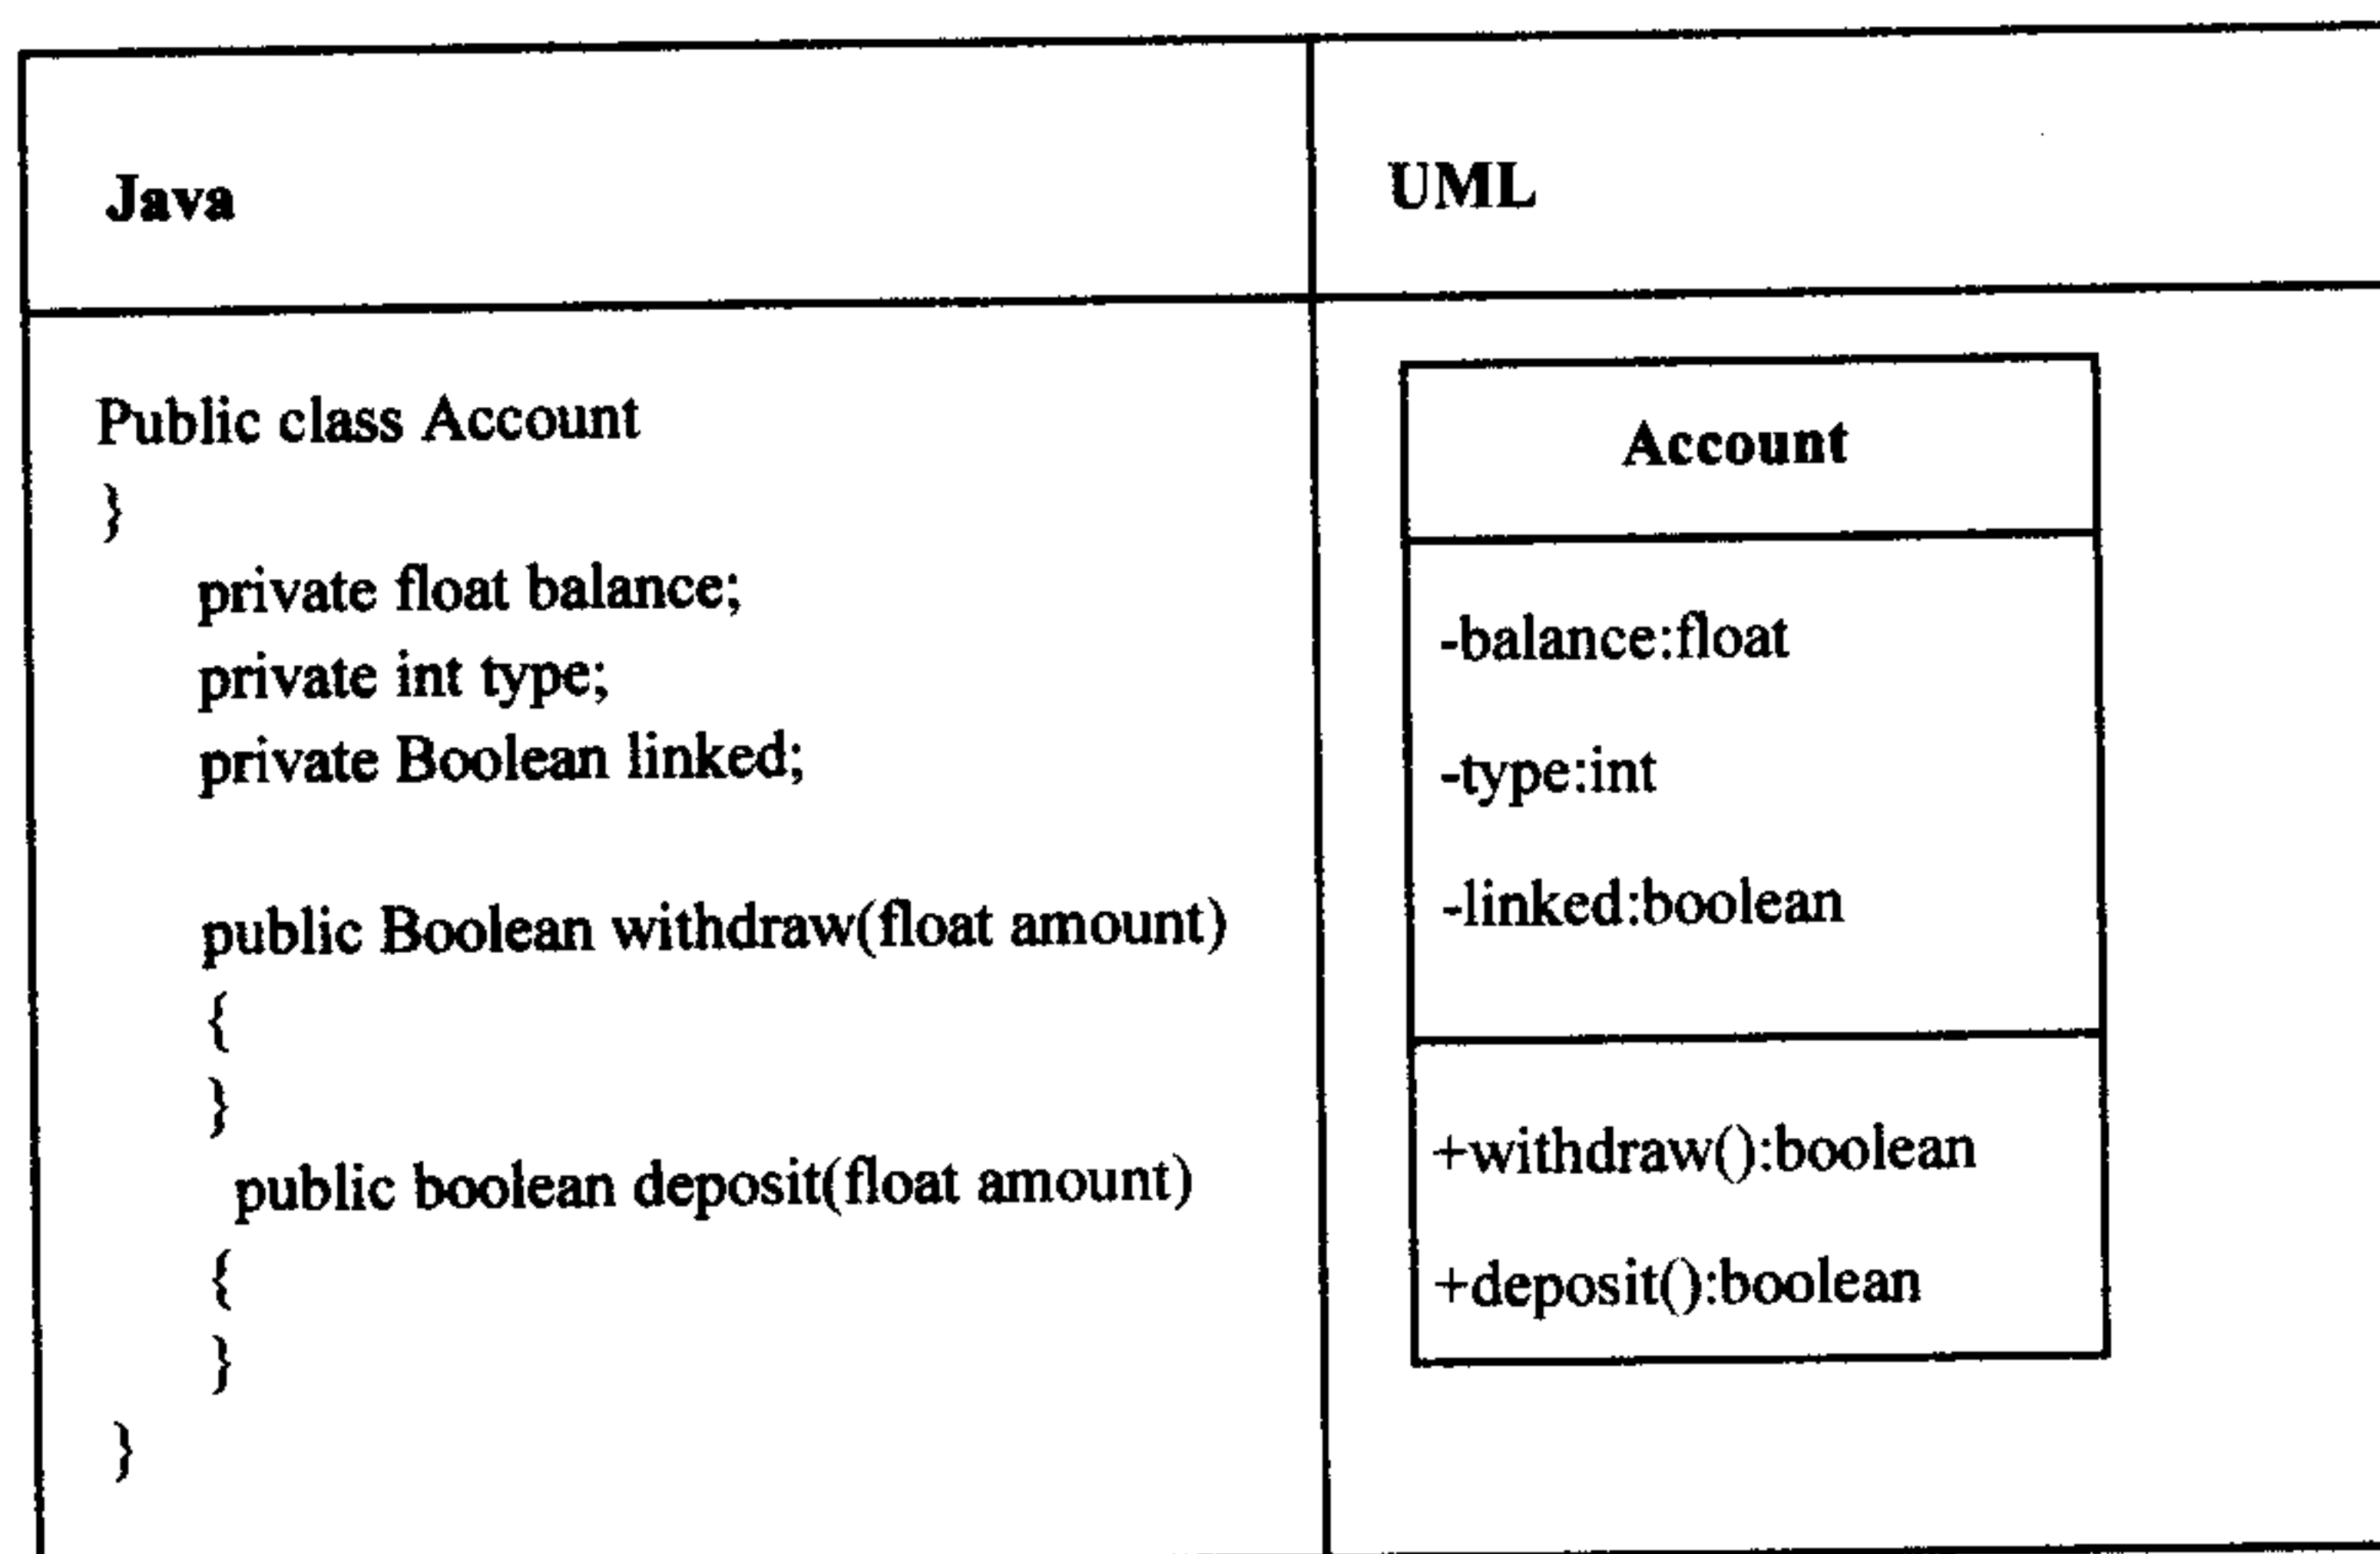 Java
UML
Public class Account
}
private float balance;
private int type;
private Boolean linked;
public Boolean withdraw(float amount)
{
}
public boolean deposit(float amount)
{
}
}
Account
-balance:float
-type:int
-linked:boolean
+withdraw():boolean
+deposit():boolean